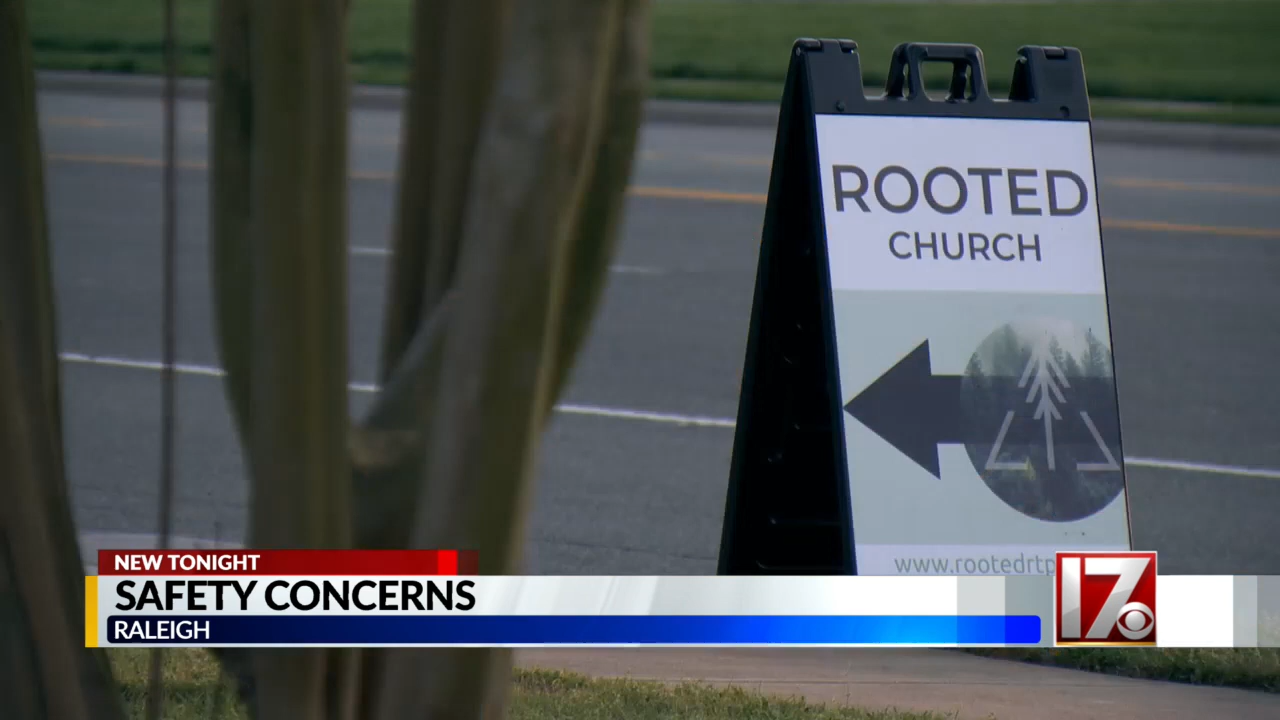 ROOTED
CHURCH
www.rootedrtp
NEW TONIGHT
SAFETY CONCERNS
RALEIGH
17